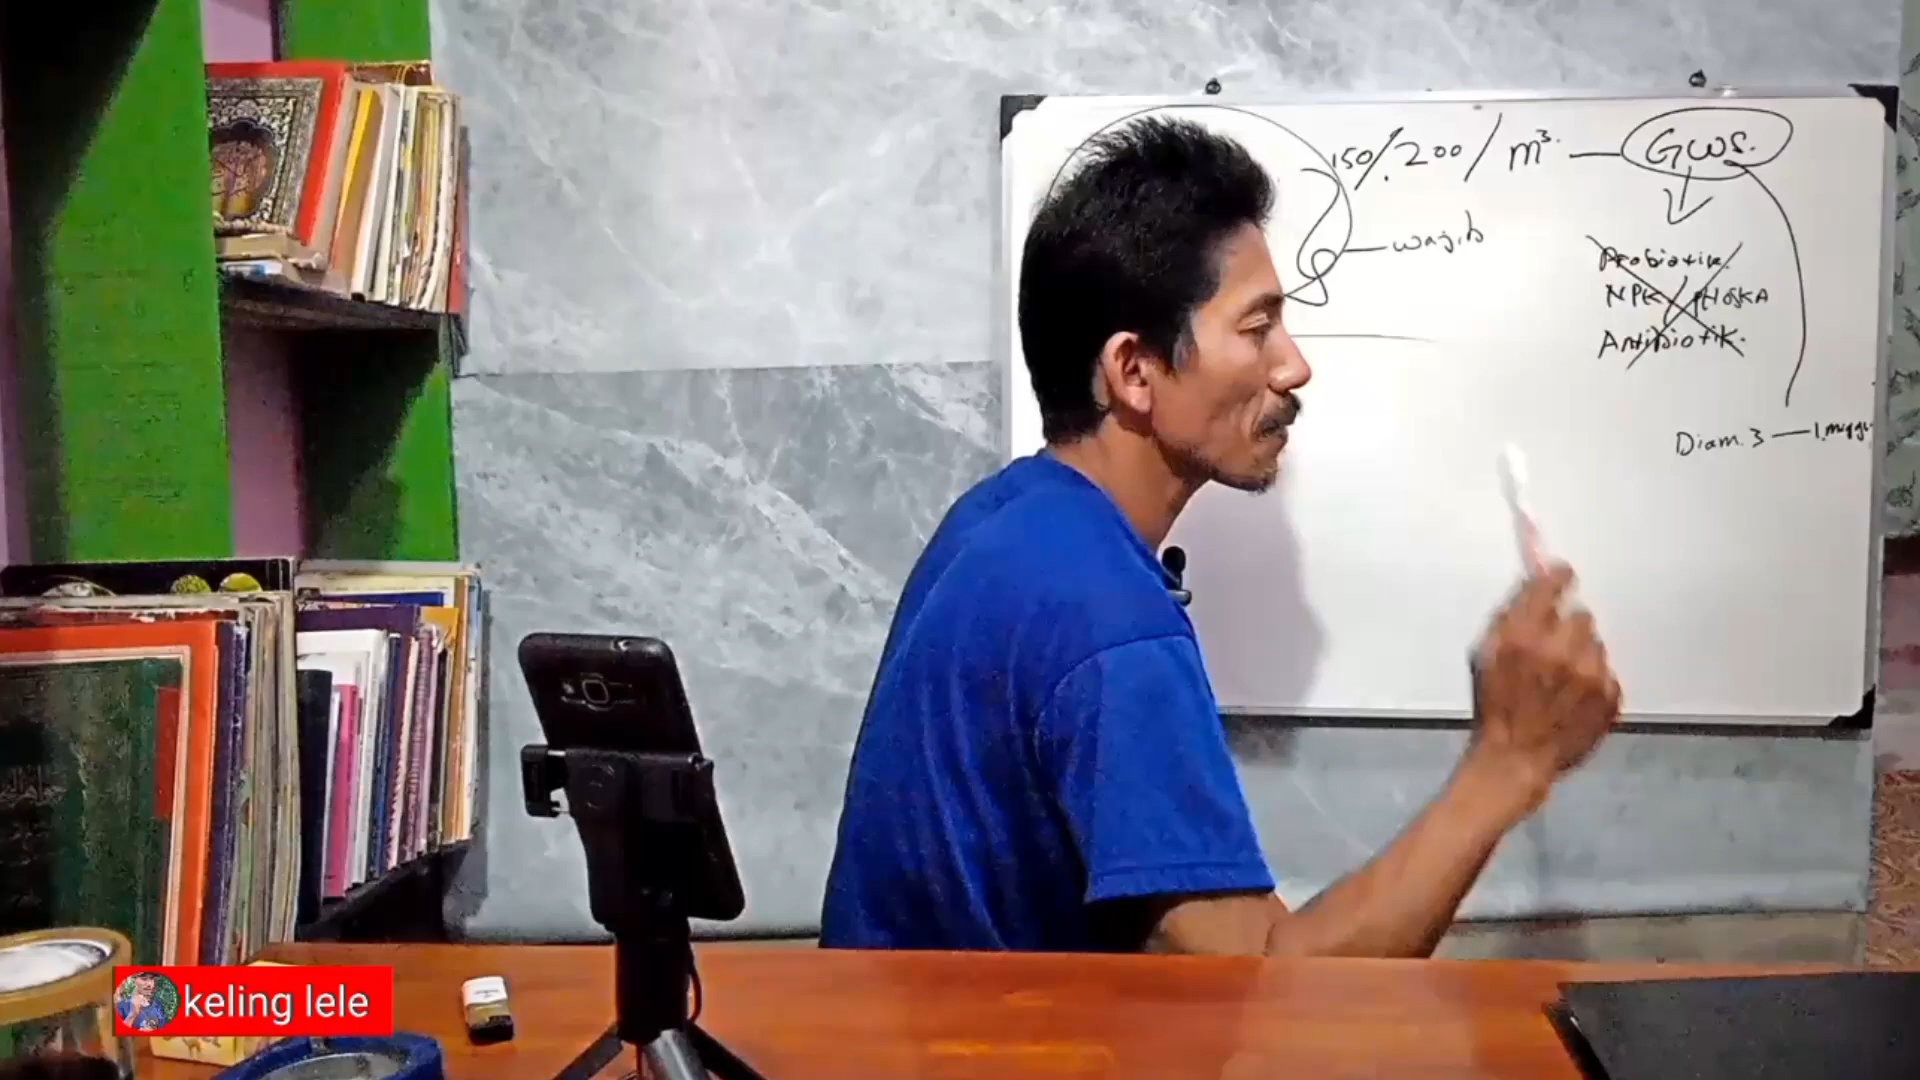 150/200/m³ — GWS.
wajib
Probiotik.
NPK/PHOSKA
Antibiotik.
Diam. 3 — 1 minggu
keling lele